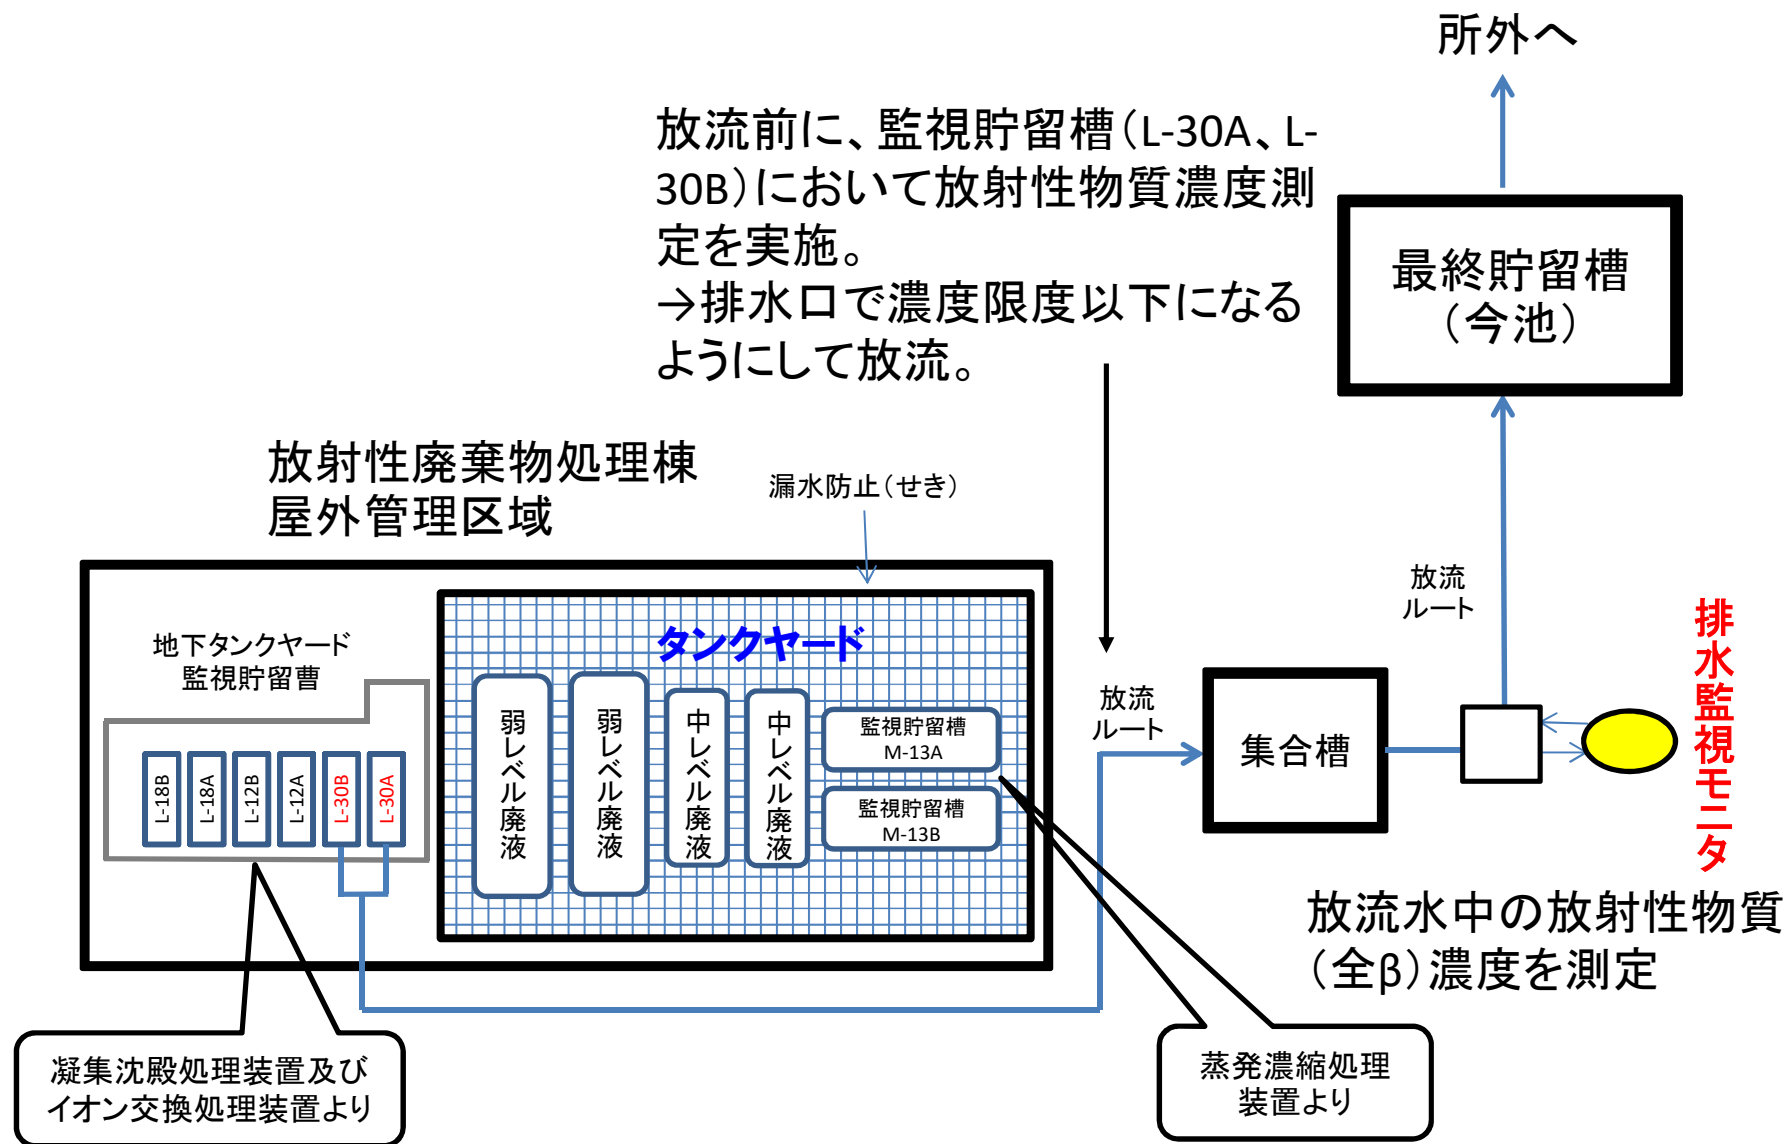 所外へ
放流前に、監視貯留槽（L-30A、L-
30B）において放射性物質濃度測
定を実施。
→排水口で濃度限度以下になる
ようにして放流。
最終貯留槽
（今池）
放射性廃棄物処理棟
屋外管理区域
漏水防止（せき）
放流
ルート
排水監視モニタ
地下タンクヤード
監視貯留曹
タンクヤード
弱レベル廃液
弱レベル廃液
中レベル廃液
中レベル廃液
監視貯留槽
M-13A
監視貯留槽
M-13B
L-18B
L-18A
L-12B
L-12A
L-30B
L-30A
放流
ルート
集合槽
放流水中の放射性物質
（全β）濃度を測定
凝集沈殿処理装置及び
イオン交換処理装置より
蒸発濃縮処理
装置より